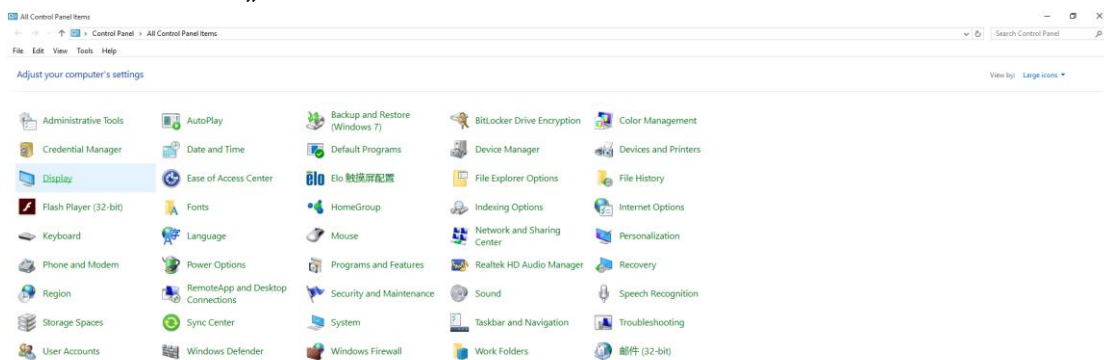 ”
All Control Panel Items
Control Panel › All Control Panel Items
Search Control Panel
File Edit View Tools Help
Adjust your computer's settings
View by: Large icons
Administrative Tools
AutoPlay
Backup and Restore
(Windows 7)
BitLocker Drive Encryption
Color Management
Credential Manager
Date and Time
Default Programs
Device Manager
Devices and Printers
Display
Ease of Access Center
elo Elo 触摸屏配置
File Explorer Options
File History
Flash Player (32-bit)
Fonts
HomeGroup
Indexing Options
Internet Options
Keyboard
Language
Mouse
Network and Sharing
Center
Personalization
Phone and Modem
Power Options
Programs and Features
Realtek HD Audio Manager
Recovery
Region
RemoteApp and Desktop
Connections
Security and Maintenance
Sound
Speech Recognition
Storage Spaces
Sync Center
System
Taskbar and Navigation
Troubleshooting
User Accounts
Windows Defender
Windows Firewall
Work Folders
邮件 (32-bit)